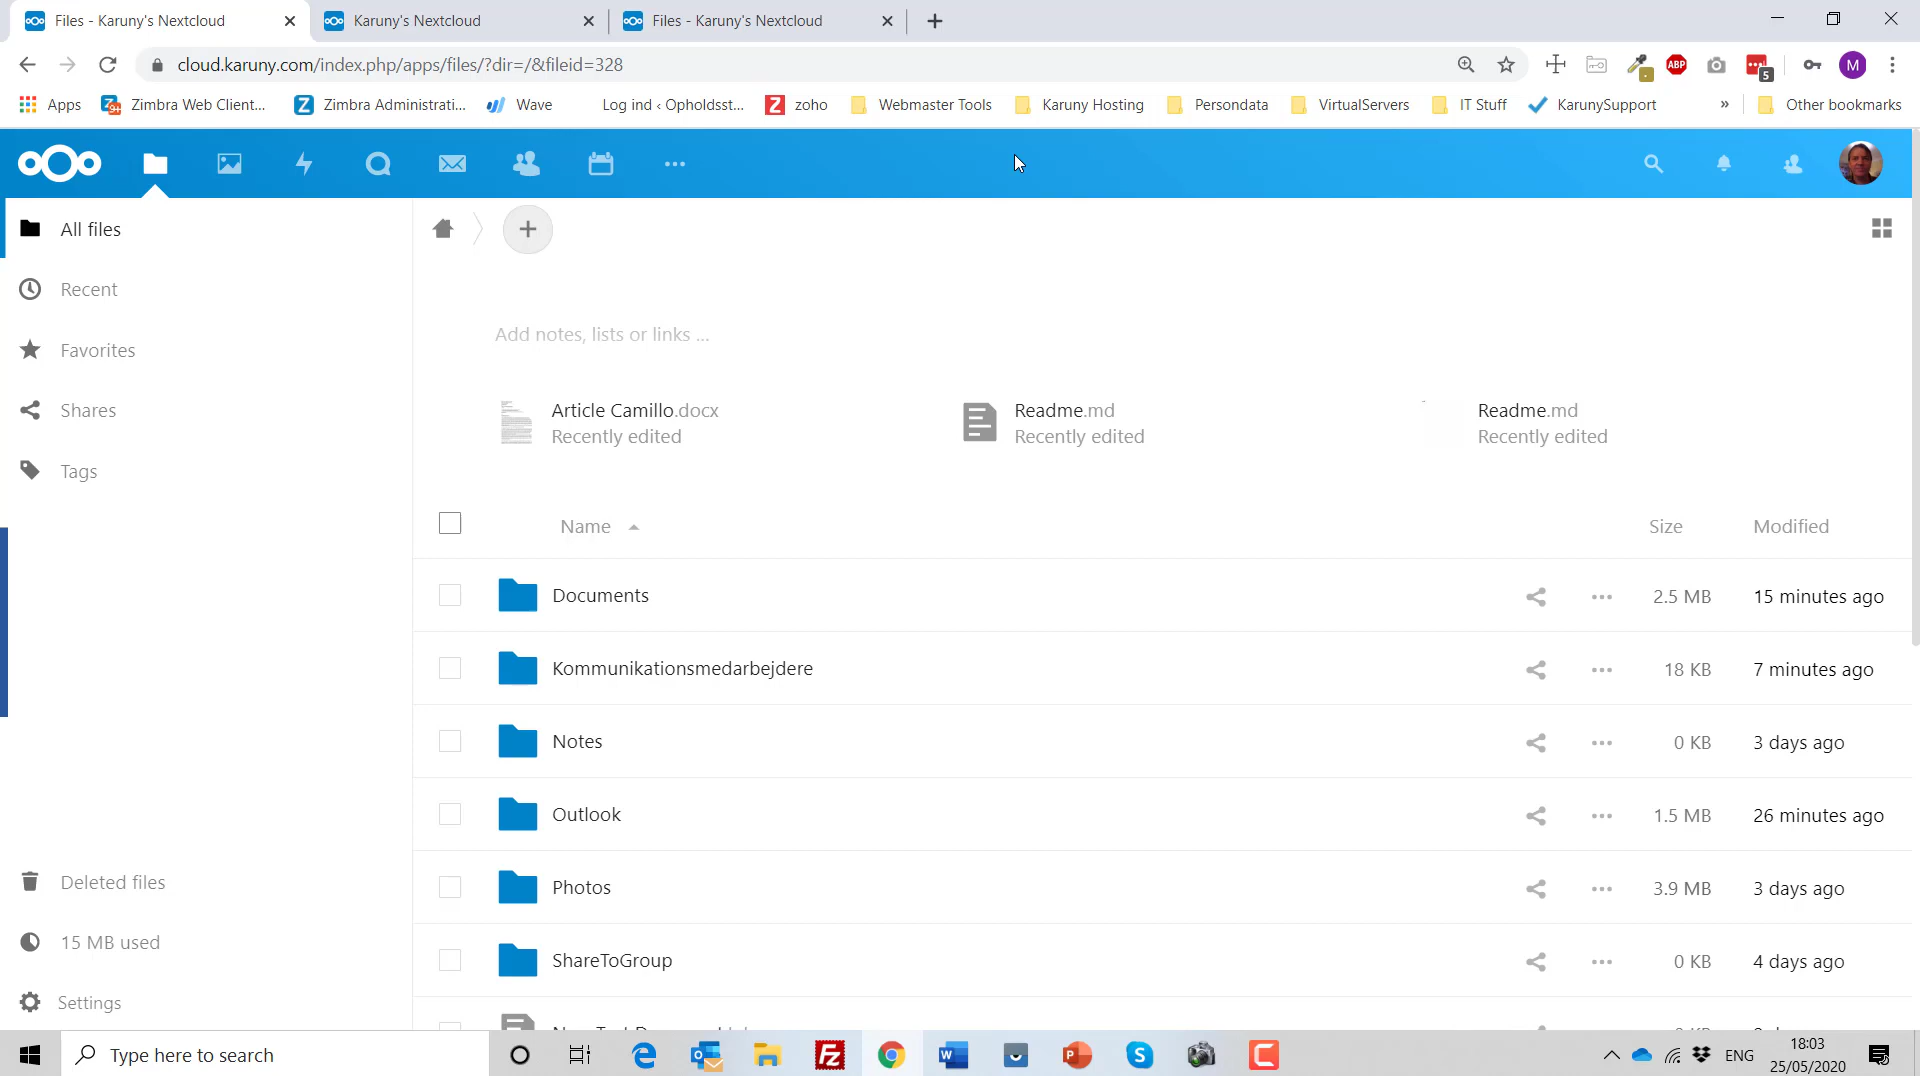 Files - Karuny's Nextcloud
Karuny's Nextcloud
Files - Karuny's Nextcloud
cloud.karuny.com/index.php/apps/files/?dir=/&fileid=328
ABP
5
M
Apps
Zimbra Web Client...
Zimbra Administrati...
Wave
Log ind ‹ Opholdsst...
zoho
Webmaster Tools
Karuny Hosting
Persondata
VirtualServers
IT Stuff
KarunySupport
»
Other bookmarks
All files
Recent
Favorites
Shares
Tags
Add notes, lists or links ...
Article Camillo.docx
Recently edited
Readme.md
Recently edited
Readme.md
Recently edited
Name
Size
Modified
Documents
2.5 MB
15 minutes ago
Kommunikationsmedarbejdere
18 KB
7 minutes ago
Notes
0 KB
3 days ago
Outlook
1.5 MB
26 minutes ago
Photos
3.9 MB
3 days ago
ShareToGroup
0 KB
4 days ago
Deleted files
15 MB used
Settings
Type here to search
ENG
18:03
25/05/2020